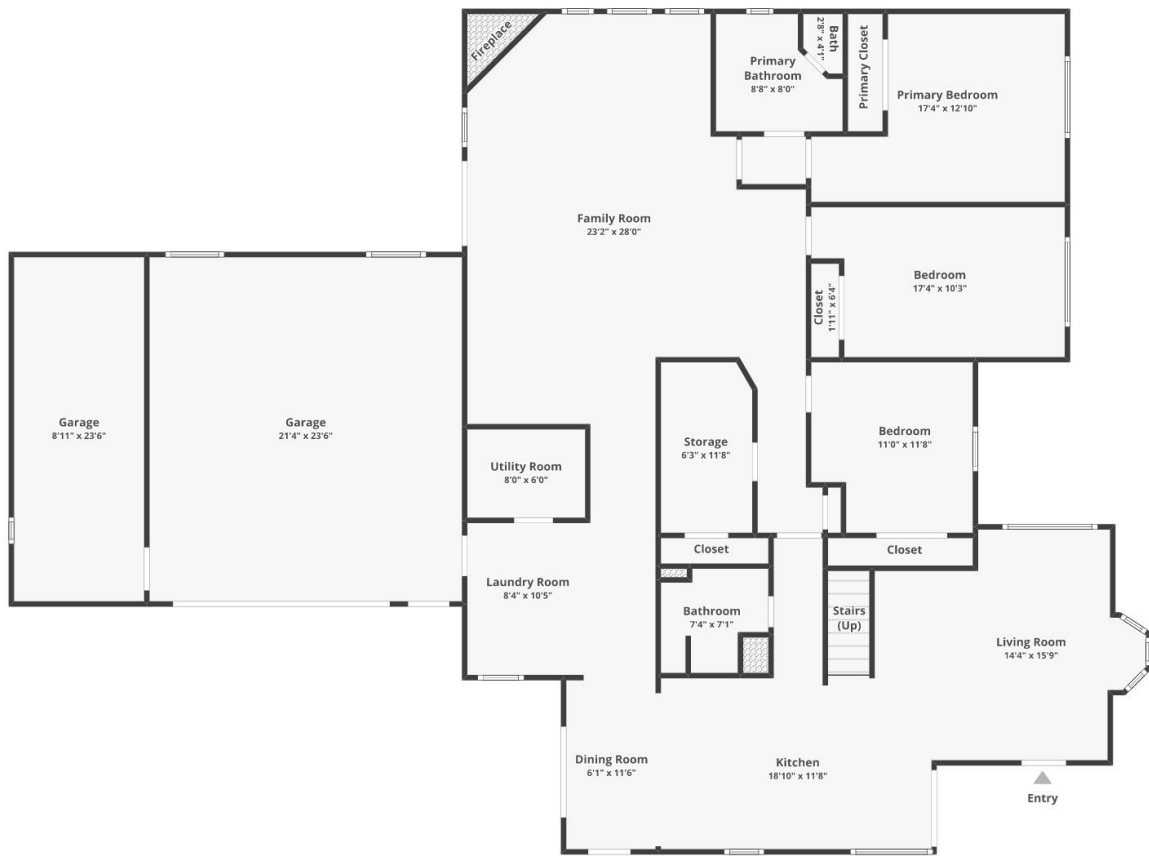 Fireplace
Primary
Bathroom
8'8" x 8'0"
Bath
2'8" x 4'1"
Primary Closet
Primary Bedroom
17'4" x 12'10"
Family Room
23'2" x 28'0"
Bedroom
17'4" x 10'3"
Closet
1'11" x 6'4"
Garage
8'11" x 23'6"
Garage
21'4" x 23'6"
Utility Room
8'0" x 6'0"
Storage
6'3" x 11'8"
Bedroom
11'0" x 11'8"
Closet
Closet
Laundry Room
8'4" x 10'5"
Bathroom
7'4" x 7'1"
Stairs
(Up)
Living Room
14'4" x 15'9"
Dining Room
6'1" x 11'6"
Kitchen
18'10" x 11'8"
Entry